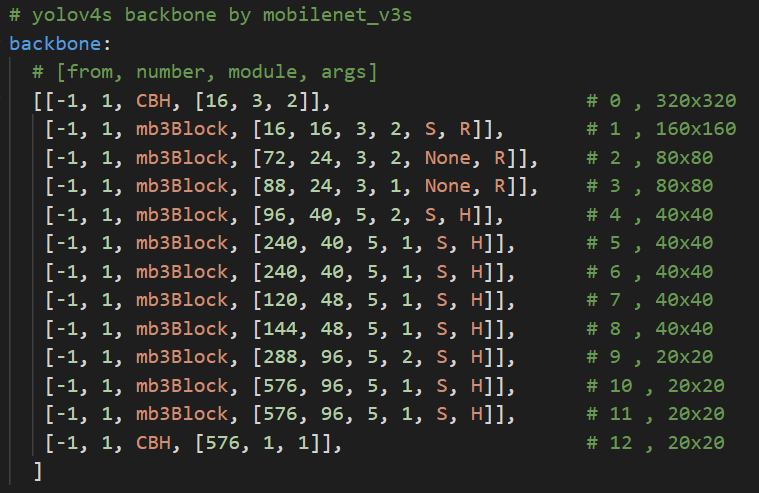 # yolov4s backbone by mobilenet_v3s
backbone:
  # [from, number, module, args]
  [[-1, 1, CBH, [16, 3, 2]],                      # 0 , 320x320
   [-1, 1, mb3Block, [16, 16, 3, 2, S, R]],       # 1 , 160x160
   [-1, 1, mb3Block, [72, 24, 3, 2, None, R]],    # 2 , 80x80
   [-1, 1, mb3Block, [88, 24, 3, 1, None, R]],    # 3 , 80x80
   [-1, 1, mb3Block, [96, 40, 5, 2, S, H]],       # 4 , 40x40
   [-1, 1, mb3Block, [240, 40, 5, 1, S, H]],      # 5 , 40x40
   [-1, 1, mb3Block, [240, 40, 5, 1, S, H]],      # 6 , 40x40
   [-1, 1, mb3Block, [120, 48, 5, 1, S, H]],      # 7 , 40x40
   [-1, 1, mb3Block, [144, 48, 5, 1, S, H]],      # 8 , 40x40
   [-1, 1, mb3Block, [288, 96, 5, 2, S, H]],      # 9 , 20x20
   [-1, 1, mb3Block, [576, 96, 5, 1, S, H]],      # 10 , 20x20
   [-1, 1, mb3Block, [576, 96, 5, 1, S, H]],      # 11 , 20x20
   [-1, 1, CBH, [576, 1, 1]],                     # 12 , 20x20
  ]